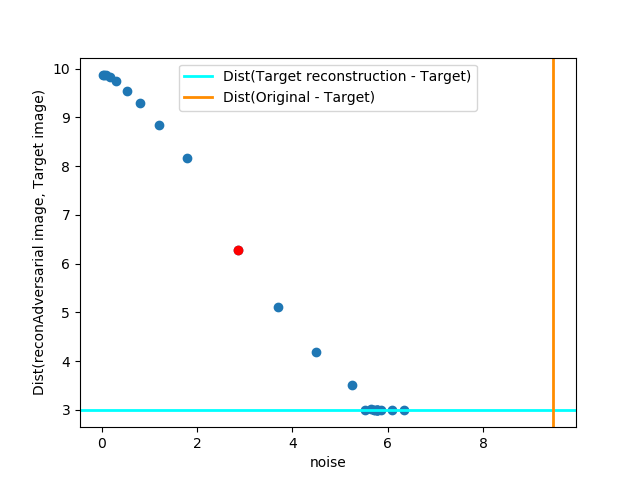 Dist(Target reconstruction - Target)
Dist(Original - Target)
Dist(reconAdversarial image, Target image)
10
9
8
7
6
5
4
3
0 2 4 6 8
noise